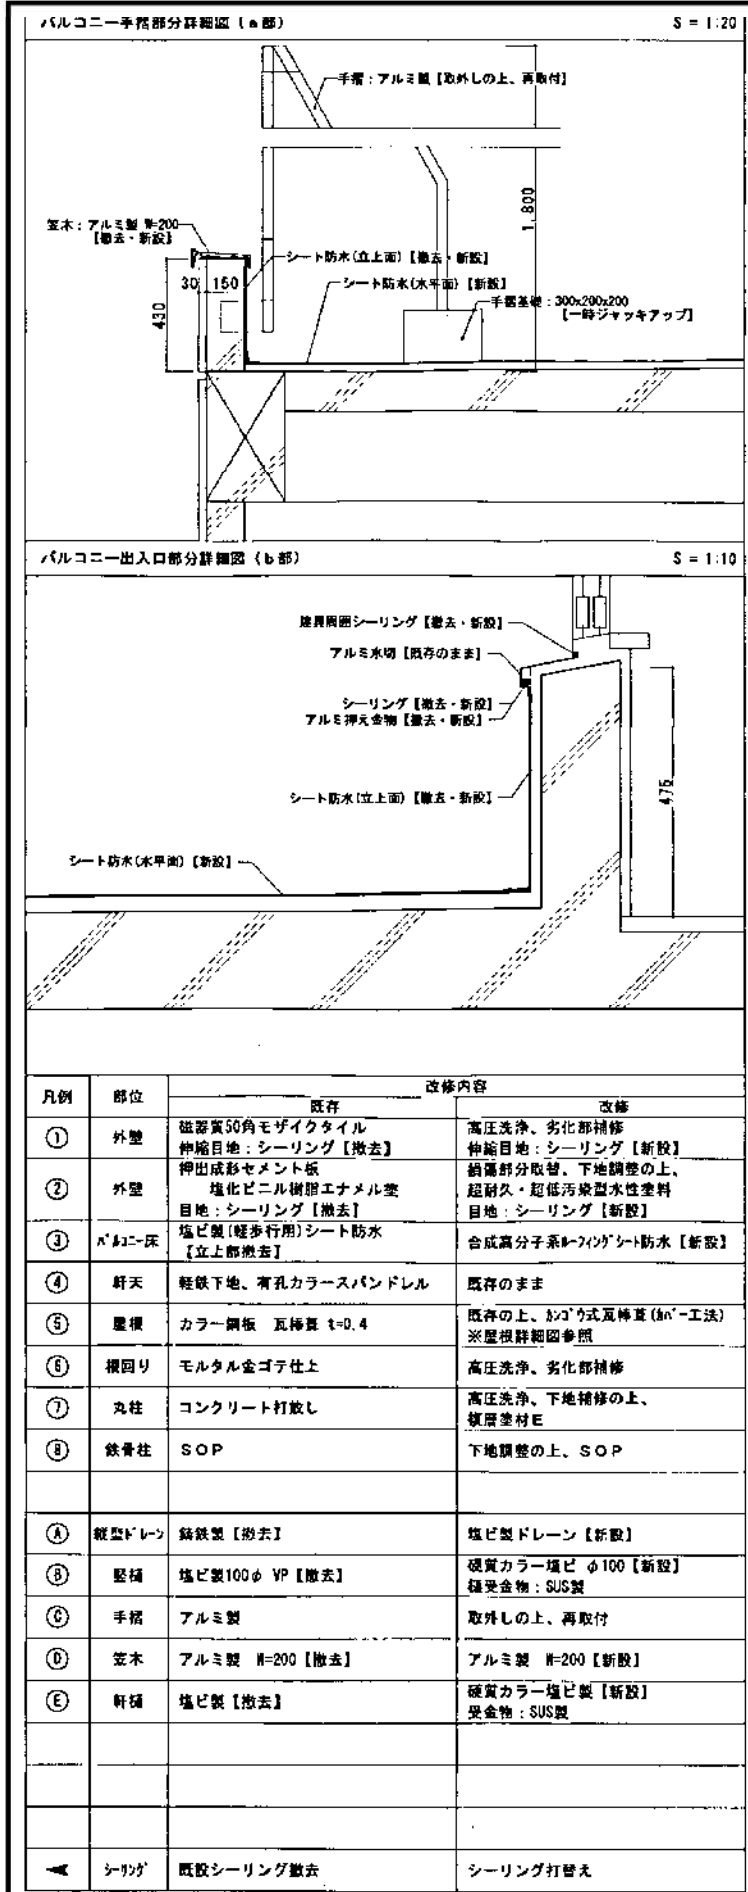 バルコニー手摺部分詳細図(a部)
S = 1:20
手摺：アルミ製【取外しの上、再取付】
1,800
笠木：アルミ製 W=200
【撤去・新設】
シート防水(立上面)【撤去・新設】
30 150
シート防水(水平面)【新設】
手摺基礎：300x200x200
【一時ジャッキアップ】
430
バルコニー出入口部分詳細図(b部)
S = 1:10
建具周囲シーリング【撤去・新設】
アルミ水切【既存のまま】
シーリング【撤去・新設】
アルミ押え金物【撤去・新設】
475
シート防水(立上面)【撤去・新設】
シート防水(水平面)【新設】
凡例 部位 改修内容
既存 改修
① 外壁 磁器質50角モザイクタイル 高圧洗浄、劣化部補修
伸縮目地：シーリング【撤去】 伸縮目地：シーリング【新設】
② 外壁 押出成形セメント板 損傷部分取替、下地調整の上、
塩化ビニル樹脂エナメル塗 超耐久・超低汚染型水性塗料
目地：シーリング【撤去】 目地：シーリング【新設】
③ バルコニー床 塩ビ製(軽歩行用)シート防水 合成高分子系ルーフィングシート防水【新設】
【立上部撤去】
④ 軒天 軽鉄下地、有孔カラースパンドレル 既存のまま
⑤ 屋根 カラー鋼板 瓦棒葺 t=0.4 既存の上、カンゴウ式瓦棒葺(カバー工法)
※屋根詳細図参照
⑥ 根回り モルタル金ゴテ仕上 高圧洗浄、劣化部補修
⑦ 丸柱 コンクリート打放し 高圧洗浄、下地補修の上、
複層塗材E
⑧ 鉄骨柱 SOP 下地調整の上、SOP
Ⓐ 縦型ドレーン 鋳鉄製【撤去】 塩ビ製ドレーン【新設】
Ⓑ 竪樋 塩ビ製100φ VP【撤去】 硬質カラー塩ビ φ100【新設】
樋受金物：SUS製
Ⓒ 手摺 アルミ製 取外しの上、再取付
Ⓓ 笠木 アルミ製 W=200【撤去】 アルミ製 W=200【新設】
Ⓔ 軒樋 塩ビ製【撤去】 硬質カラー塩ビ製【新設】
受金物：SUS製
シーリング 既設シーリング撤去 シーリング打替え